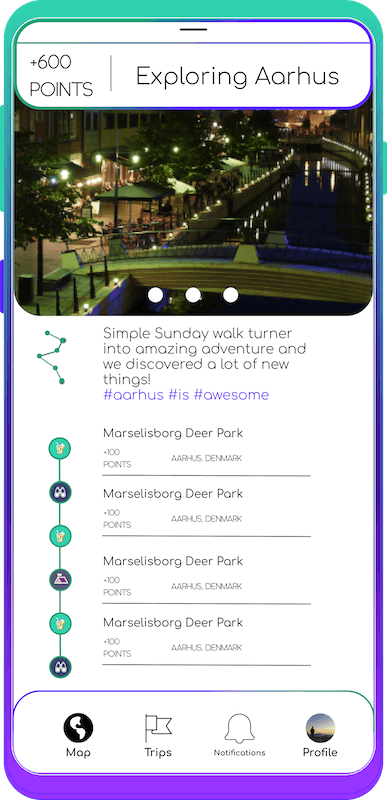 +600
POINTS
Exploring Aarhus
Simple Sunday walk turner
into amazing adventure and
we discovered a lot of new
things!
#aarhus #is #awesome
Marselisborg Deer Park
+100
POINTS
AARHUS, DENMARK
Marselisborg Deer Park
+100
POINTS
AARHUS, DENMARK
Marselisborg Deer Park
+100
POINTS
AARHUS, DENMARK
Marselisborg Deer Park
+100
POINTS
AARHUS, DENMARK
Map
Trips
Notifications
Profile